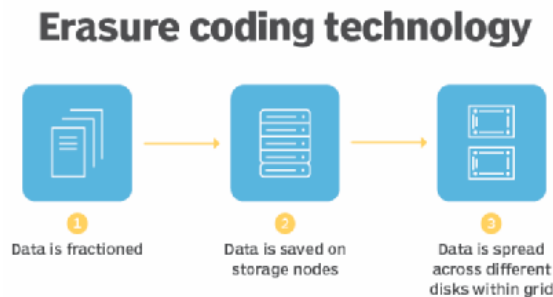 Erasure coding technology
1
Data is fractioned
2
Data is saved on
storage nodes
3
Data is spread
across different
disks within grid